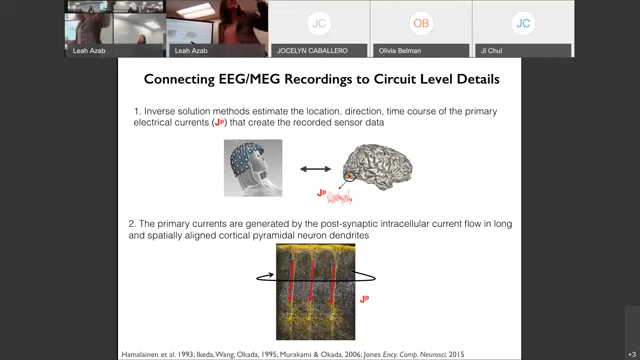 Leah Azab
Leah Azab
JC
JOCELYN CABALLERO
OB
Olivia Belman
JC
JI Chul
Connecting EEG/MEG Recordings to Circuit Level Details
1. Inverse solution methods estimate the location, direction, time course of the primary
electrical currents (Jᵖ) that create the recorded sensor data
Jᵖ
2. The primary currents are generated by the post-synaptic intracellular current flow in long
and spatially aligned cortical pyramidal neuron dendrites
Jᵖ
Hamalainen et al. 1993; Ikeda, Wang, Okada, 1995; Murakami & Okada, 2006; Jones Ency. Comp. Neurosci. 2015
+3